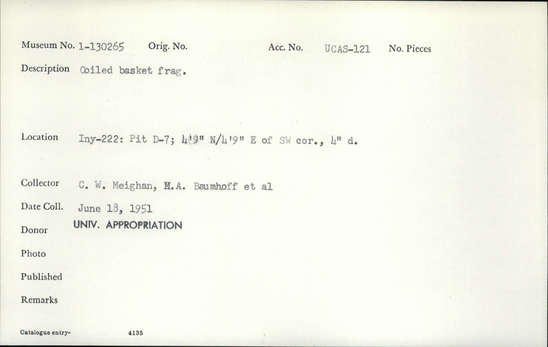 Museum No. 1-130265 Orig. No. Acc. No. UCAS-121 No. Pieces
Description Coiled basket frag.
Location Iny-222: Pit D-7; 4'9" N/4'9" E of SW cor., 4" d.
Collector C. W. Meighan, M.A. Baumhoff et al
Date Coll. June 18, 1951
Donor UNIV. APPROPRIATION
Photo
Published
Remarks
Catalogue entry- 4135